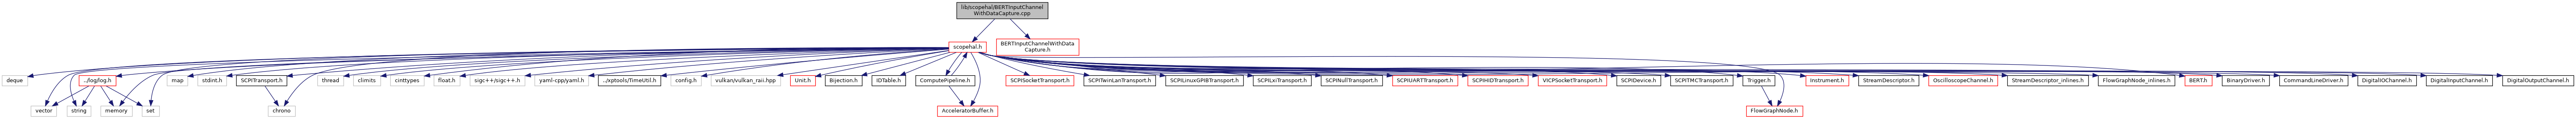 lib/scopehal/BERTInputChannel
WithDataCapture.cpp
scopehal.h
BERTInputChannelWithData
Capture.h
deque
../log/log.h
map
stdint.h
SCPITransport.h
thread
climits
cinttypes
float.h
sigc++/sigc++.h
yaml-cpp/yaml.h
../xptools/TimeUtil.h
config.h
vulkan/vulkan_raii.hpp
Unit.h
Bijection.h
IDTable.h
ComputePipeline.h
SCPISocketTransport.h
SCPITwinLanTransport.h
SCPILinuxGPIBTransport.h
SCPILxiTransport.h
SCPINullTransport.h
SCPIUARTTransport.h
SCPIHIDTransport.h
VICPSocketTransport.h
SCPIDevice.h
SCPITMCTransport.h
Trigger.h
Instrument.h
StreamDescriptor.h
OscilloscopeChannel.h
StreamDescriptor_inlines.h
FlowGraphNode_inlines.h
BERT.h
BinaryDriver.h
CommandLineDriver.h
DigitalIOChannel.h
DigitalInputChannel.h
DigitalOutputChannel.h
vector
string
memory
set
chrono
AcceleratorBuffer.h
FlowGraphNode.h